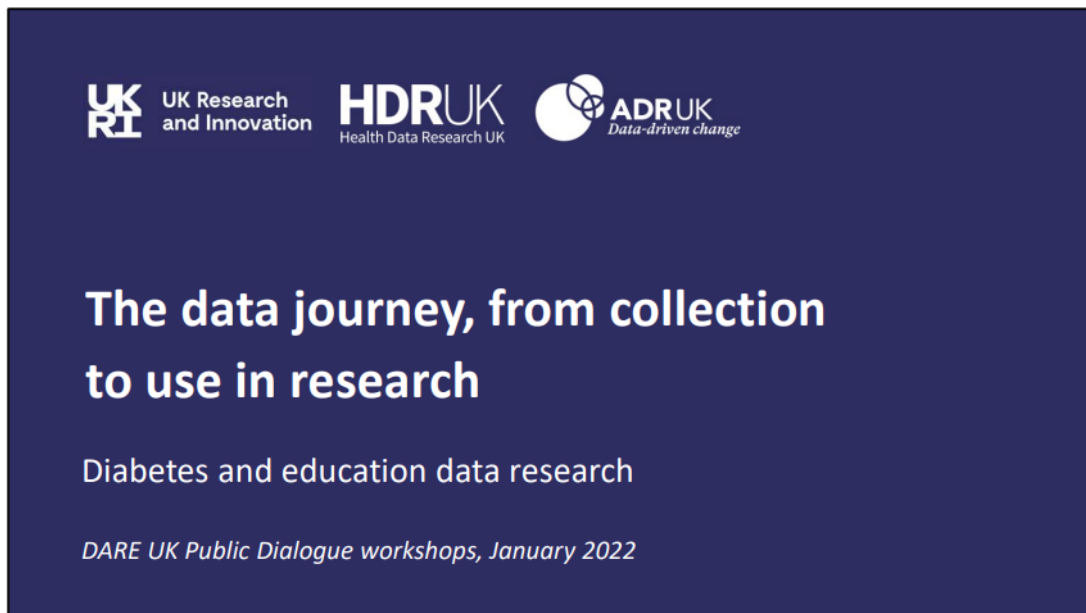 UK
RI
UK Research
and Innovation
HDRUK
Health Data Research UK
ADRUK
Data-driven change
The data journey, from collection
to use in research
Diabetes and education data research
DARE UK Public Dialogue workshops, January 2022